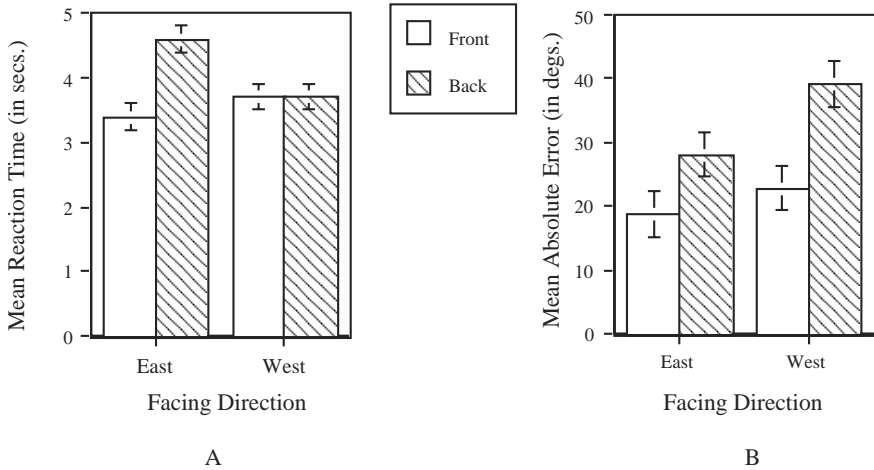 Mean Reaction Time (in secs.)
5
4
3
2
1
0
East West
Facing Direction
A
Front
Back
Mean Absolute Error (in degs.)
50
40
30
20
10
0
East West
Facing Direction
B